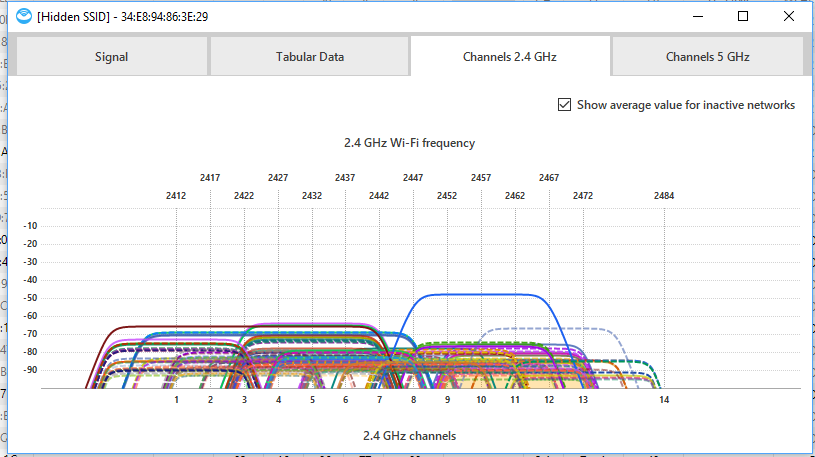 [Hidden SSID] - 34:E8:94:86:3E:29
Signal Tabular Data Channels 2.4 GHz Channels 5 GHz
Show average value for inactive networks
2.4 GHz Wi-Fi frequency
2417 2427 2437 2447 2457 2467
2412 2422 2432 2442 2452 2462 2472 2484
-10
-20
-30
-40
-50
-60
-70
-80
-90
1 2 3 4 5 6 7 8 9 10 11 12 13 14
2.4 GHz channels